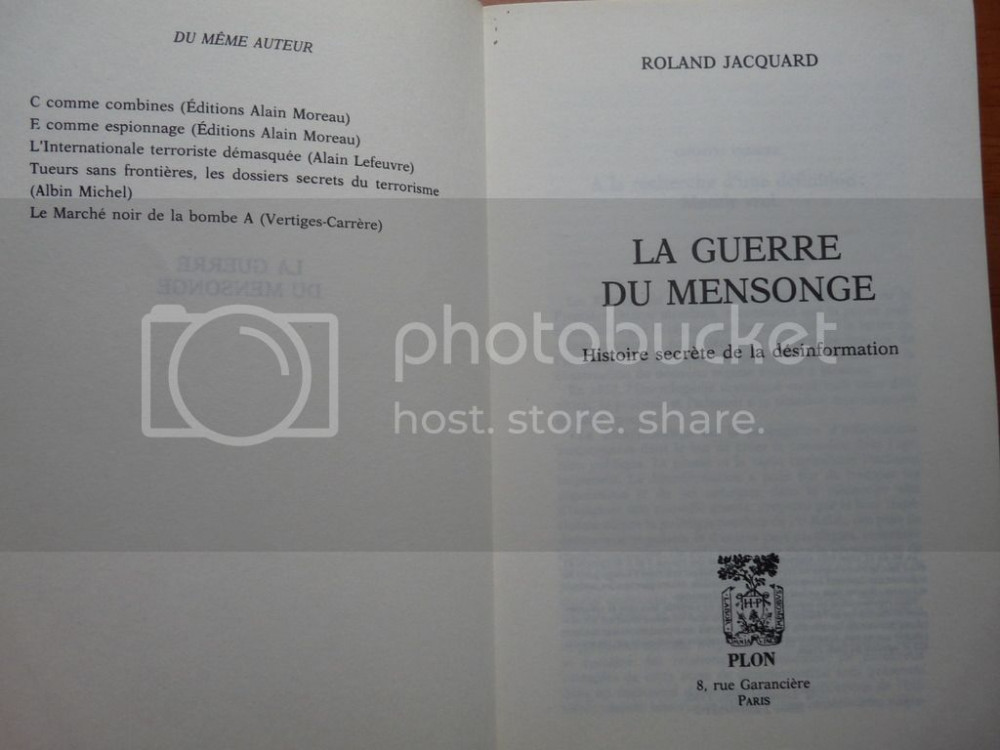 DU MÊME AUTEUR
C comme combines (Éditions Alain Moreau)
E comme espionnage (Éditions Alain Moreau)
L'Internationale terroriste démasquée (Alain Lefeuvre)
Tueurs sans frontières, les dossiers secrets du terrorisme
(Albin Michel)
Le Marché noir de la bombe A (Vertiges-Carrère)
ROLAND JACQUARD
LA GUERRE
DU MENSONGE
Histoire secrète de la désinformation
PLON
8, rue Garancière
PARIS
photobucket
host. store. share.